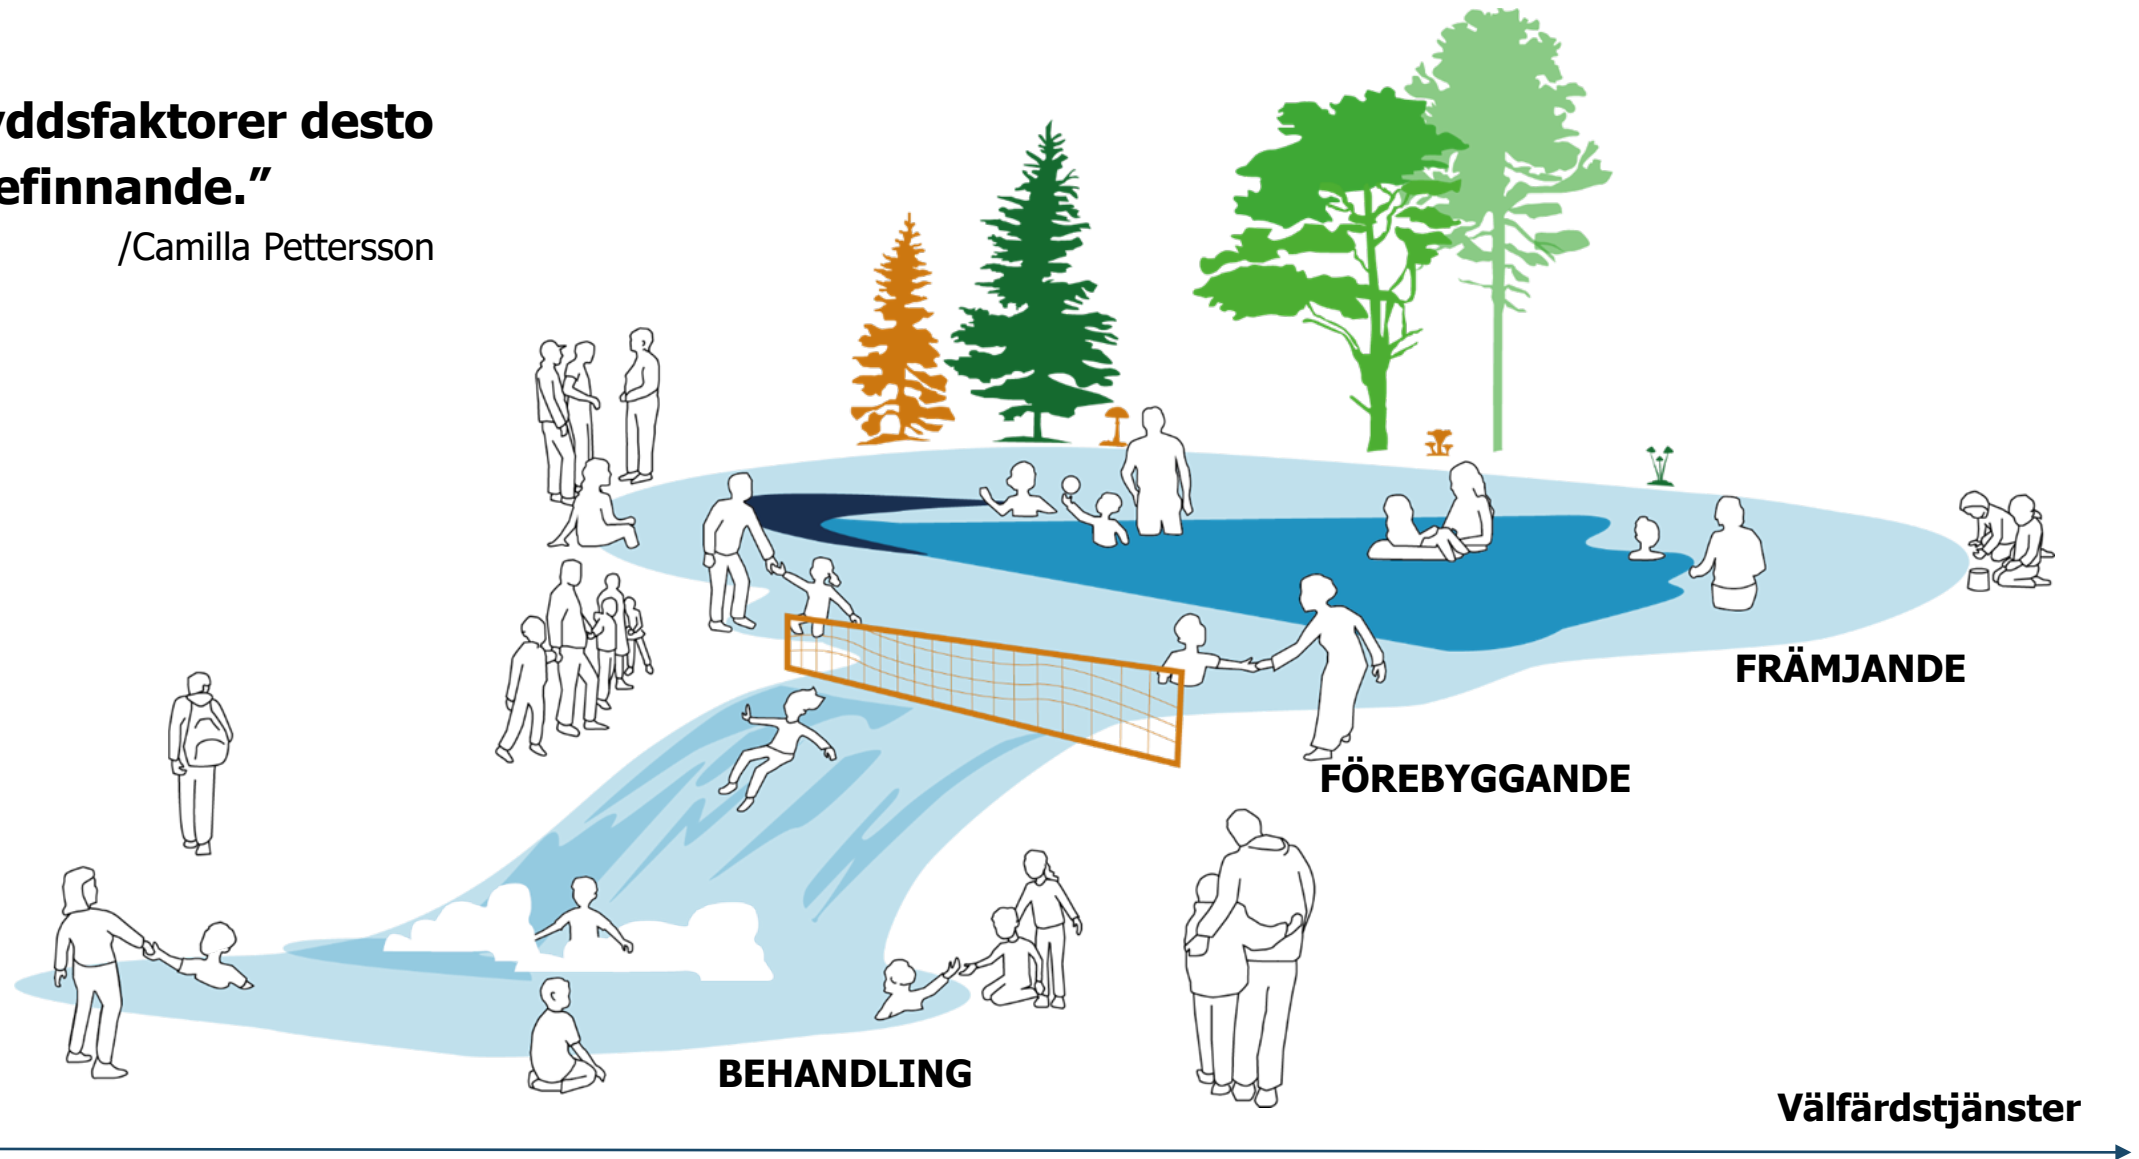 yddsfaktorer desto
efinnande.”
/Camilla Pettersson
FRÄMJANDE
FÖREBYGGANDE
BEHANDLING
Välfärdstjänster